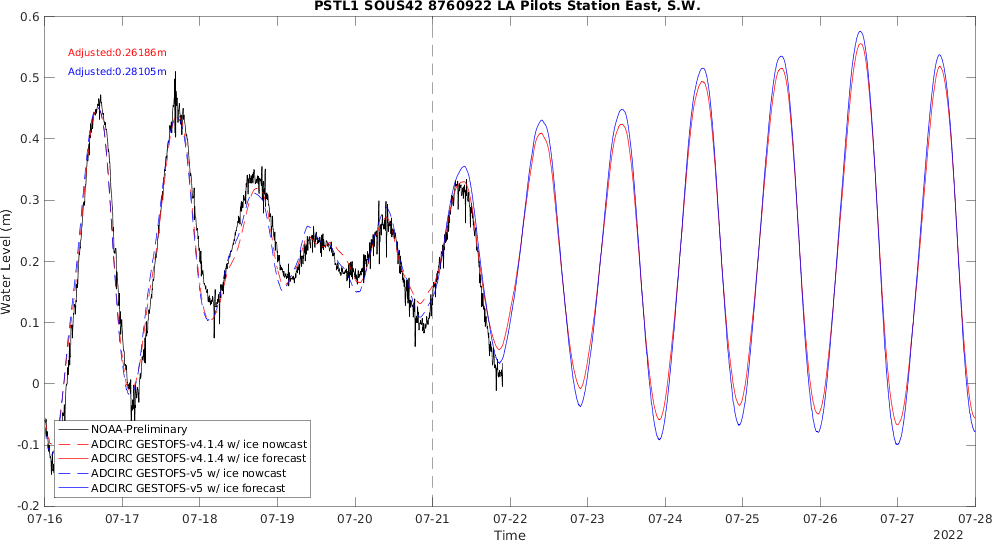 PSTL1 SOUS42 8760922 LA Pilots Station East, S.W.
0.6
Adjusted:0.26186m
Adjusted:0.28105m
0.5
0.4
0.3
0.2
0.1
0
-0.1
-0.2
Water Level (m)
NOAA-Preliminary
ADCIRC GESTOFS-v4.1.4 w/ ice nowcast
ADCIRC GESTOFS-v4.1.4 w/ ice forecast
ADCIRC GESTOFS-v5 w/ ice nowcast
ADCIRC GESTOFS-v5 w/ ice forecast
07-16 07-17 07-18 07-19 07-20 07-21 07-22 07-23 07-24 07-25 07-26 07-27 07-28
Time
2022